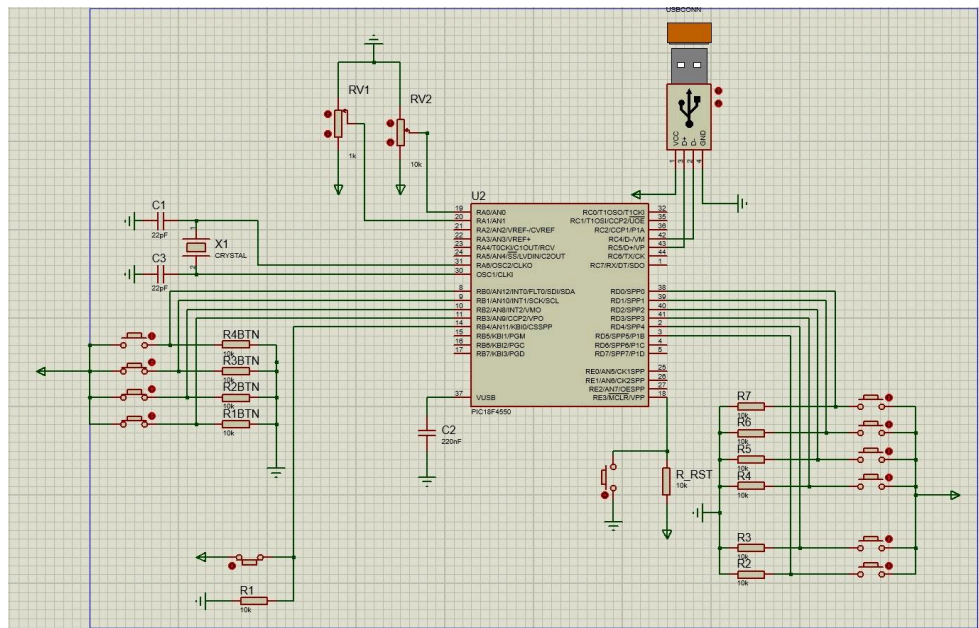 USBCONN
RV1
1k
RV2
10k
VCC
D+
D-
GND
1
3
2
4
C1
22pF
X1
CRYSTAL
1
2
C3
22pF
U2
19 RA0/AN0
20 RA1/AN1
21 RA2/AN2/VREF-/CVREF
22 RA3/AN3/VREF+
23 RA4/T0CKI/C1OUT/RCV
24 RA5/AN4/SS/LVDIN/C2OUT
31 RA6/OSC2/CLKO
30 OSC1/CLKI
8 RB0/AN12/INT0/FLT0/SDI/SDA
9 RB1/AN10/INT1/SCK/SCL
10 RB2/AN8/INT2/VMO
11 RB3/AN9/CCP2/VPO
14 RB4/AN11/KBI0/CSSPP
15 RB5/KBI1/PGM
16 RB6/KBI2/PGC
17 RB7/KBI3/PGD
37 VUSB
RC0/T1OSO/T1CKI 32
RC1/T1OSI/CCP2/UOE 35
RC2/CCP1/P1A 36
RC4/D-/VM 42
RC5/D+/VP 43
RC6/TX/CK 44
RC7/RX/DT/SDO 1
RD0/SPP0 38
RD1/SPP1 39
RD2/SPP2 40
RD3/SPP3 41
RD4/SPP4 2
RD5/SPP5/P1B 3
RD6/SPP6/P1C 4
RD7/SPP7/P1D 5
RE0/AN5/CK1SPP 25
RE1/AN6/CK2SPP 26
RE2/AN7/OESPP 27
RE3/MCLR/VPP 18
PIC18F4550
R4BTN
10k
R3BTN
10k
R2BTN
10k
R1BTN
10k
C2
220nF
R_RST
10k
R7
10k
R6
10k
R5
10k
R4
10k
R3
10k
R2
10k
R1
10k